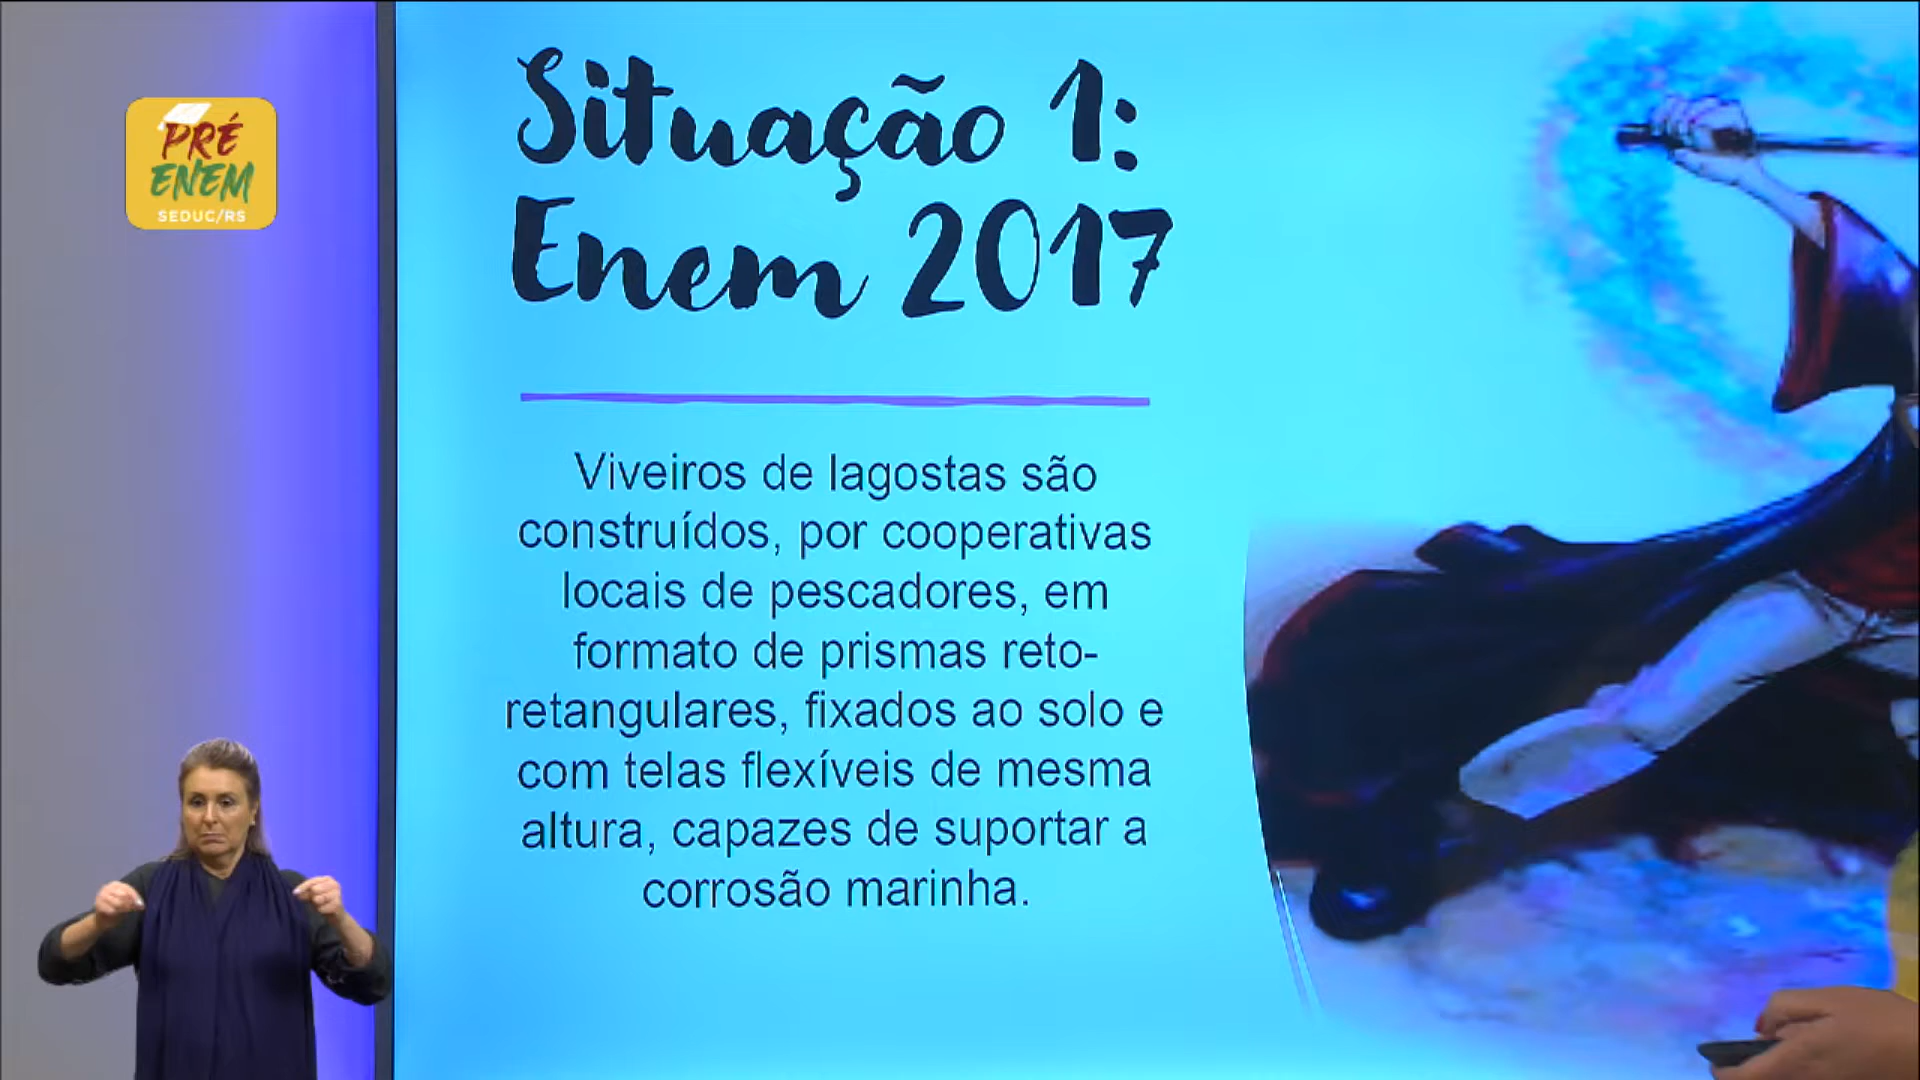 PRÉ
ENEM
SEDUC/RS
Situação 1:
Enem 2017
Viveiros de lagostas são
construídos, por cooperativas
locais de pescadores, em
formato de prismas reto-
retangulares, fixados ao solo e
com telas flexíveis de mesma
altura, capazes de suportar a
corrosão marinha.